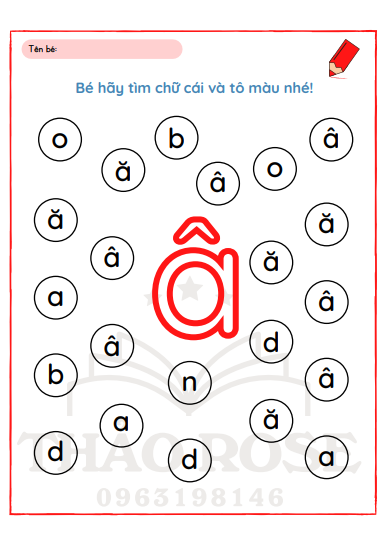 Tên bé:
Bé hãy tìm chữ cái và tô màu nhé!
o b â
ă â o
ă ă
â ă
â
a â
â d
b n â
a ă
d d a
THAO ROSE
0963198146